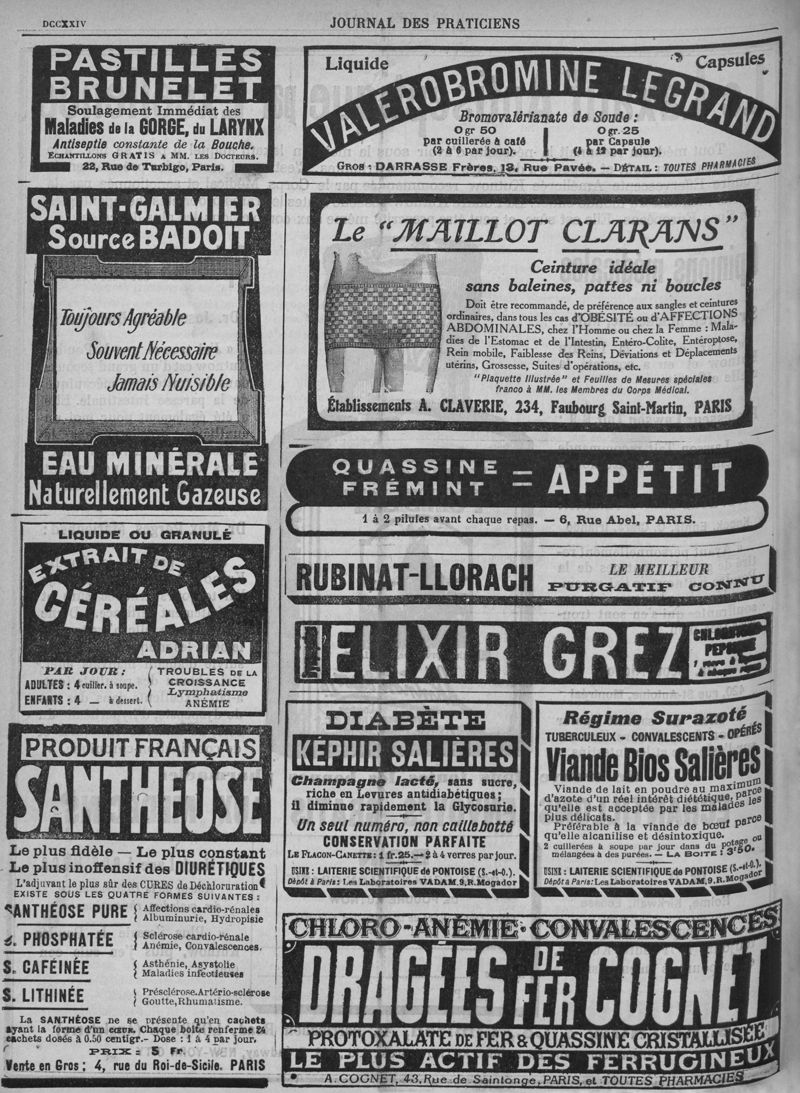 DCCXXIV
JOURNAL DES PRATICIENS
PASTILLES
BRUNELET
Soulagement Immédiat des
Maladies de la GORGE, du LARYNX
Antiseptie constante de la Bouche.
ECHANTILLONS GRATIS A MM. LES DOCTEURS.
22, Rue de Turbigo, Paris.
Liquide
Capsules
VALEROBROMINE LEGRAND
Bromovalérianate de Soude :
0 gr 50
par cuillerée à café
(2 à 6 par jour).
0 gr. 25
par Capsule
(4 à 12 par jour).
GROS : DARRASSE Frères, 13, Rue Pavée. — DÉTAIL : TOUTES PHARMACIES
SAINT-GALMIER
Source BADOIT
Toujours Agréable
Souvent Nécessaire
Jamais Nuisible
EAU MINÉRALE
Naturellement Gazeuse
Le "MAILLOT CLARANS"
Ceinture idéale
sans baleines, pattes ni boucles
Doit être recommandé, de préférence aux sangles et ceintures
ordinaires, dans tous les cas d'OBÉSITÉ ou d'AFFECTIONS
ABDOMINALES, chez l'Homme ou chez la Femme : Mala-
dies de l'Estomac et de l'Intestin, Entéro-Colite, Entéroptose,
Rein mobile, Faiblesse des Reins, Déviations et Déplacements
utérins, Grossesse, Suites d'opérations, etc.
"Plaquette Illustrée" et Feuilles de Mesures spéciales
franco à MM. les Membres du Corps Médical.
Établissements A. CLAVERIE, 234, Faubourg Saint-Martin, PARIS
QUASSINE
FRÉMINT
= APPÉTIT
1 à 2 pilules avant chaque repas. — 6, Rue Abel, PARIS.
LIQUIDE OU GRANULÉ
EXTRAIT DE
CÉRÉALES
ADRIAN
PAR JOUR :
ADULTES : 4 cuiller. à soupe.
ENFANTS : 4 — à dessert.
TROUBLES DE LA
CROISSANCE
Lymphatisme
ANÉMIE
RUBINAT-LLORACH
LE MEILLEUR
PURGATIF CONNU
ELIXIR GREZ
PRODUIT FRANÇAIS
SANTHEOSE
Le plus fidèle — Le plus constant
Le plus inoffensif des DIURÉTIQUES
L'adjuvant le plus sûr des CURES de Déchloruration
EXISTE SOUS LES QUATRE FORMES SUIVANTES :
SANTHÉOSE PURE
Affections cardio-rénales
Albuminurie, Hydropisie
S. PHOSPHATÉE
Sclérose cardio-rénale
Anémie, Convalescences.
S. CAFÉINÉE
Asthénie, Asystolie
Maladies infectieuses
S. LITHINÉE
Présclérose. Artério-sclérose
Goutte, Rhumatisme.
La SANTHÉOSE ne se présente qu'en cachets
ayant la forme d'un cœur. Chaque boîte renferme 24
cachets dosés à 0.50 centigr.- Dose : 1 à 4 par jour,
PRIX : 5 Fr.
Vente en Gros : 4, rue du Roi-de-Sicile. PARIS
DIABÈTE
KÉPHIR SALIÈRES
Champagne lacté, sans sucre,
riche en Levures antidiabétiques ;
il diminue rapidement la Glycosurie.
Un seul numéro, non caillebotté
CONSERVATION PARFAITE
LE FLACON-CANETTE : 1 fr. 25. — 2 à 4 verres par jour.
USINE : LAITERIE SCIENTIFIQUE DE PONTOISE (S.-et-O.).
Dépôt à Paris : Les Laboratoires VADAM, 9, R. Mogador
Régime Surazoté
TUBERCULEUX - CONVALESCENTS - OPÉRÉS
Viande Bios Salières
Viande de lait en poudre au maximum
d'azote d'un réel intérêt diététique, parce
qu'elle est acceptée par les malades les
plus délicats.
Préférable à la viande de bœuf parce
qu'elle alcanilise et désintoxique.
2 cuillerées à soupe par jour dans du potage ou
mélangées à des purées. — LA BOITE : 3f50.
USINE : LAITERIE SCIENTIFIQUE DE PONTOISE (S.-et-O.).
Dépôt à Paris : Les Laboratoires VADAM, 9, R. Mogador
CHLORO-ANÉMIE-CONVALESCENCES
DRAGÉES DE FER COGNET
PROTOXALATE DE FER & QUASSINE CRISTALLISÉE
LE PLUS ACTIF DES FERRUGINEUX
A. COGNET, 43, Rue de Saintonge, PARIS, et TOUTES PHARMACIES